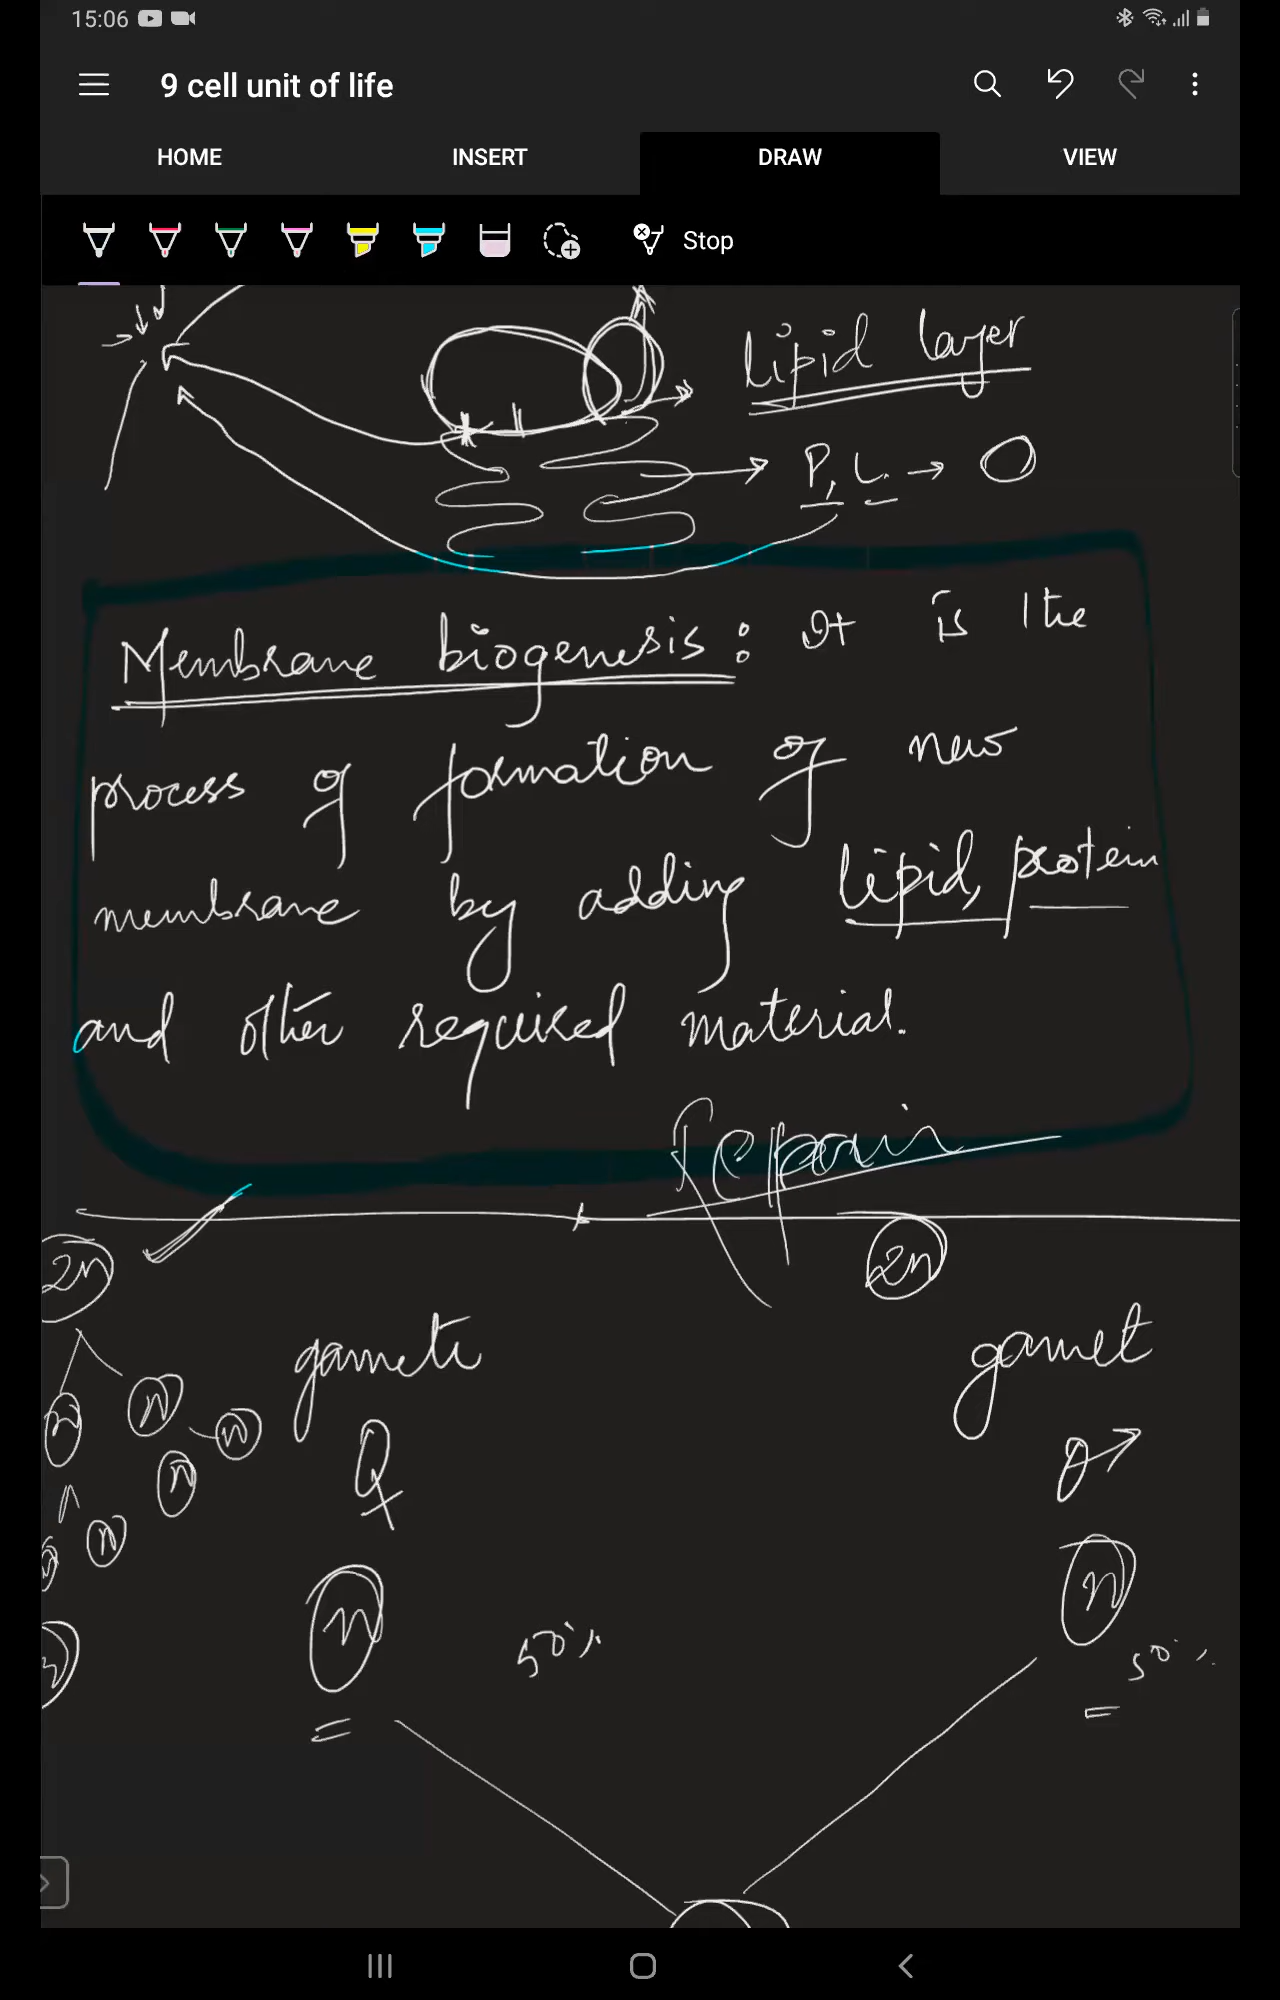 15:06
9 cell unit of life
HOME INSERT DRAW VIEW
Stop
lipid layer
P, L. → O
Membrane biogenesis: It is the
process of formation of new
membrane by adding lipid, protein
and other required material.
Repair
2n 2n
gamete gamet
n n ♀ ♂
n n
n n n
50% 50%